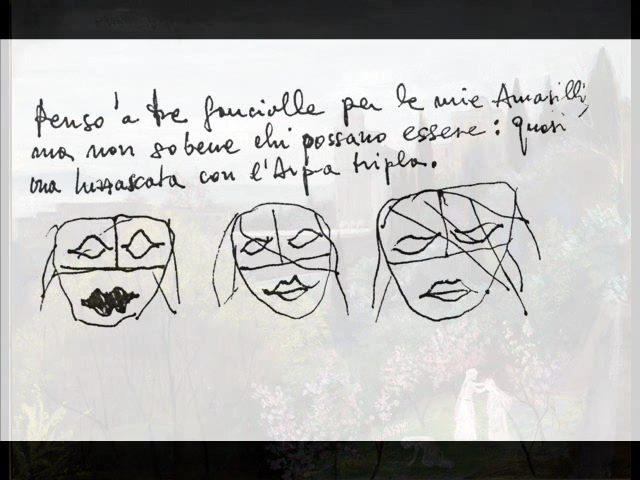 penso' a tre fanciulle per le mie Amarilli,
ma non so bene chi possano essere: quasi
una luzzascata con l'Arpa tripla.